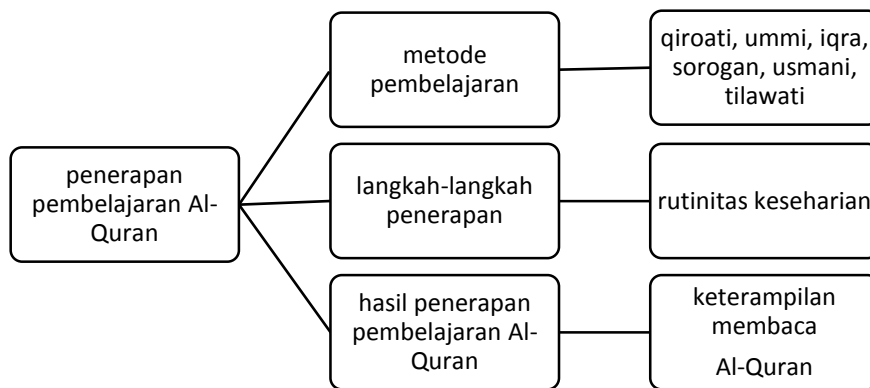 penerapan
pembelajaran Al-
Quran
metode
pembelajaran
qiroati, ummi, iqra,
sorogan, usmani,
tilawati
langkah-langkah
penerapan
rutinitas keseharian
hasil penerapan
pembelajaran Al-
Quran
keterampilan
membaca
Al-Quran